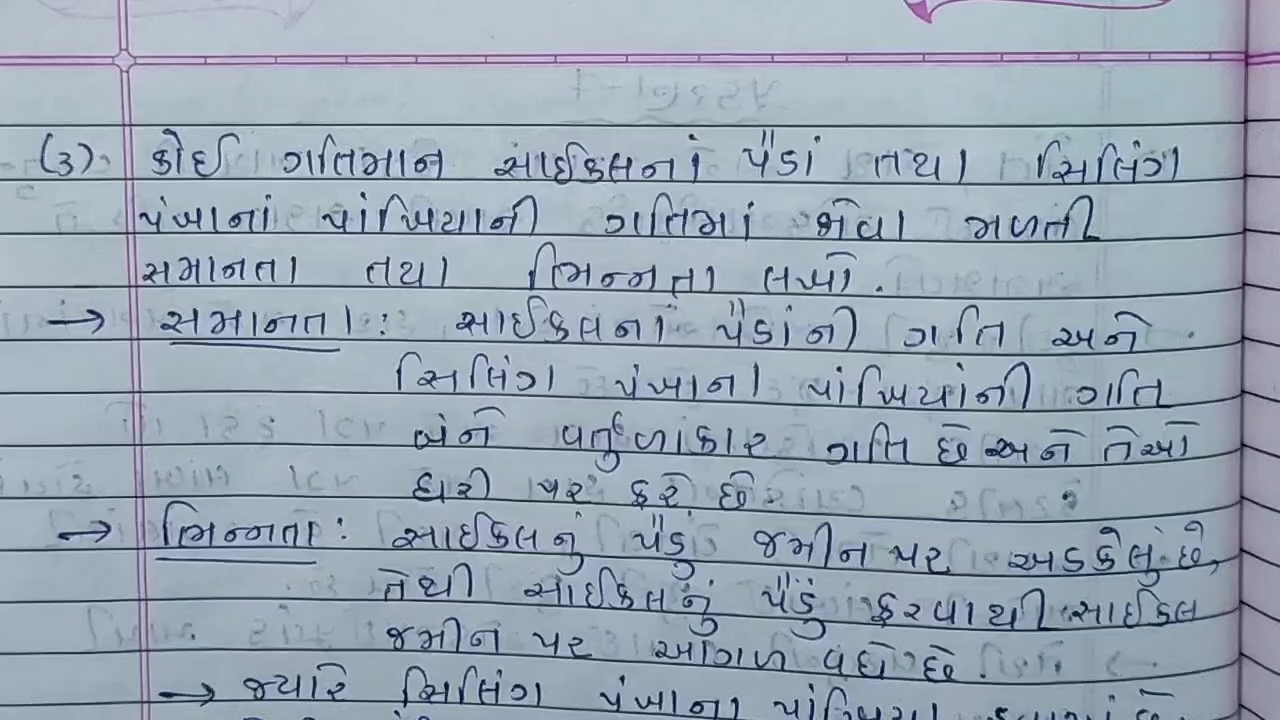 (૩). કોઈ ગતિમાન સાઈકલનાં પૈંડાં તથા સિલિંગ
પંખાનાં પાંખિયાની ગતિમાં જોવા મળતી
સમાનતા તથા ભિન્નતા લખો.
→ સમાનતા : સાઈકલનાં પૈંડાંની ગતિ અને
સિલિંગ પંખાના પાંખિયાંની ગતિ
બંને વર્તુળાકાર ગતિ છે અને તેઓ
ધરી પર ફરે છે.
→ ભિન્નતા : સાઈકલનું પૈંડુ જમીન પર અડકેલું છે,
તેથી સાઈકલનું પૈંડું ફરવાથી સાઈકલ
જમીન પર આગળ વધે છે.
→ જ્યારે સિલિંગ પંખાના પાંખિયા